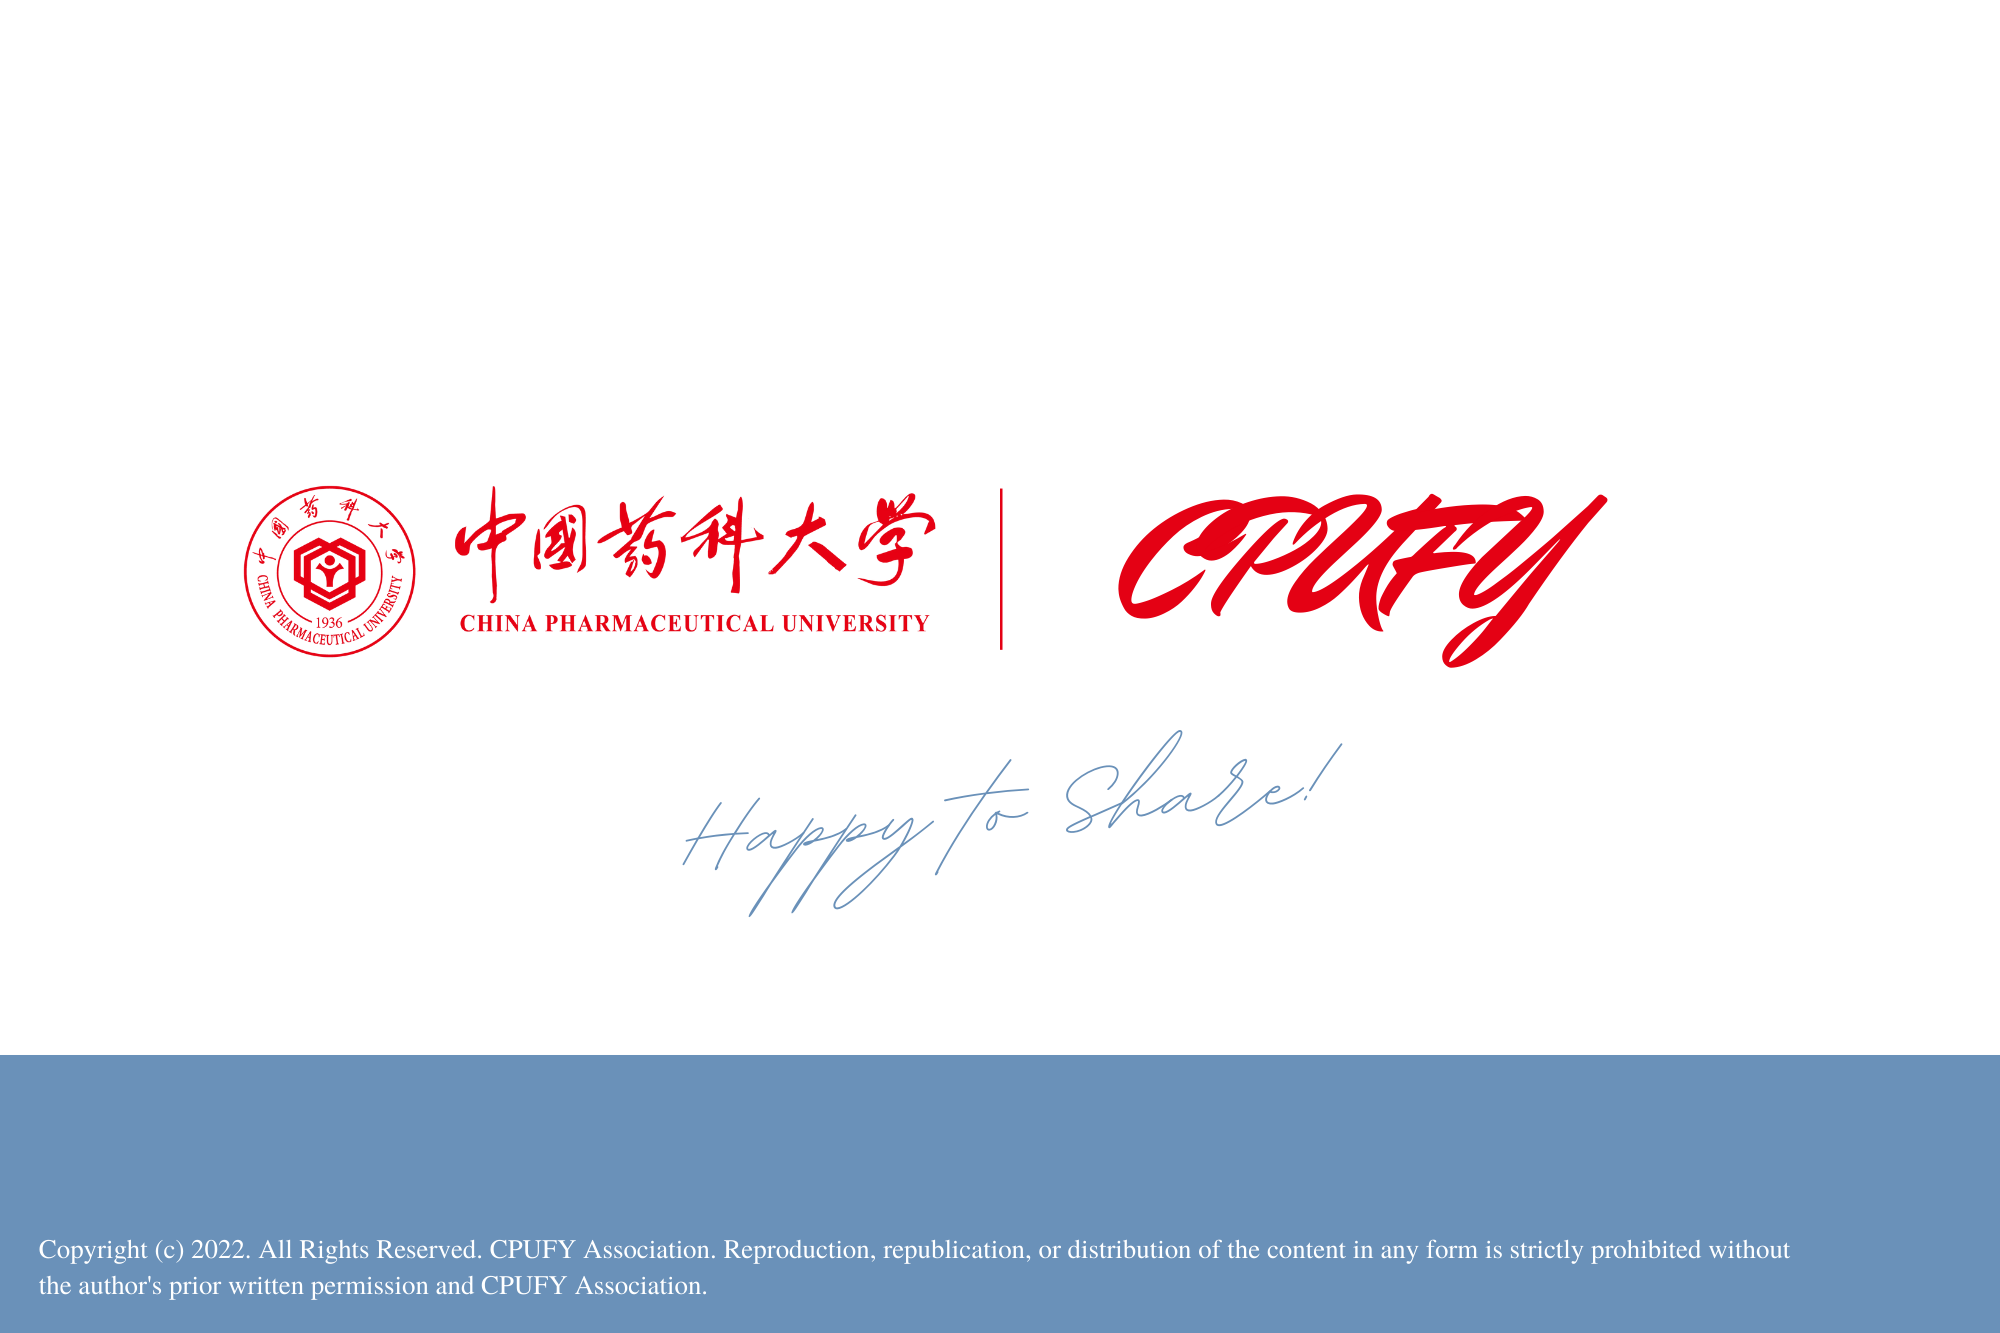 中國药科大学
CHINA PHARMACEUTICAL UNIVERSITY
1936
中國药科大学
CHINA PHARMACEUTICAL UNIVERSITY
CPUFY
Happy to Share!
Copyright (c) 2022. All Rights Reserved. CPUFY Association. Reproduction, republication, or distribution of the content in any form is strictly prohibited without
the author's prior written permission and CPUFY Association.